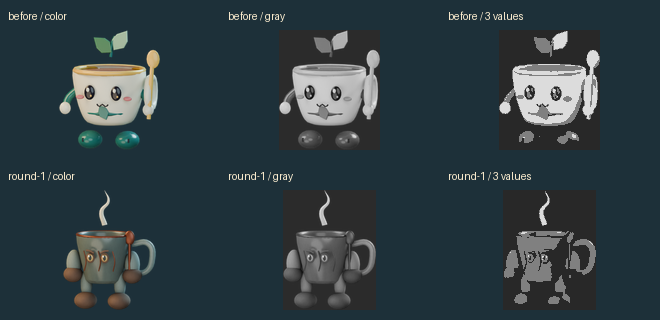 before / color
before / gray
before / 3 values
round-1 / color
round-1 / gray
round-1 / 3 values